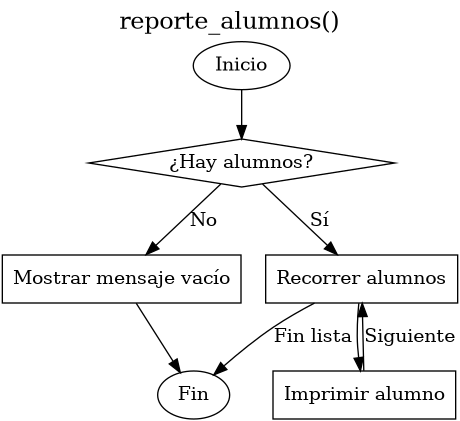 reporte_alumnos()
Inicio
¿Hay alumnos?
No
Sí
Mostrar mensaje vacío
Recorrer alumnos
Fin lista
Siguiente
Fin
Imprimir alumno